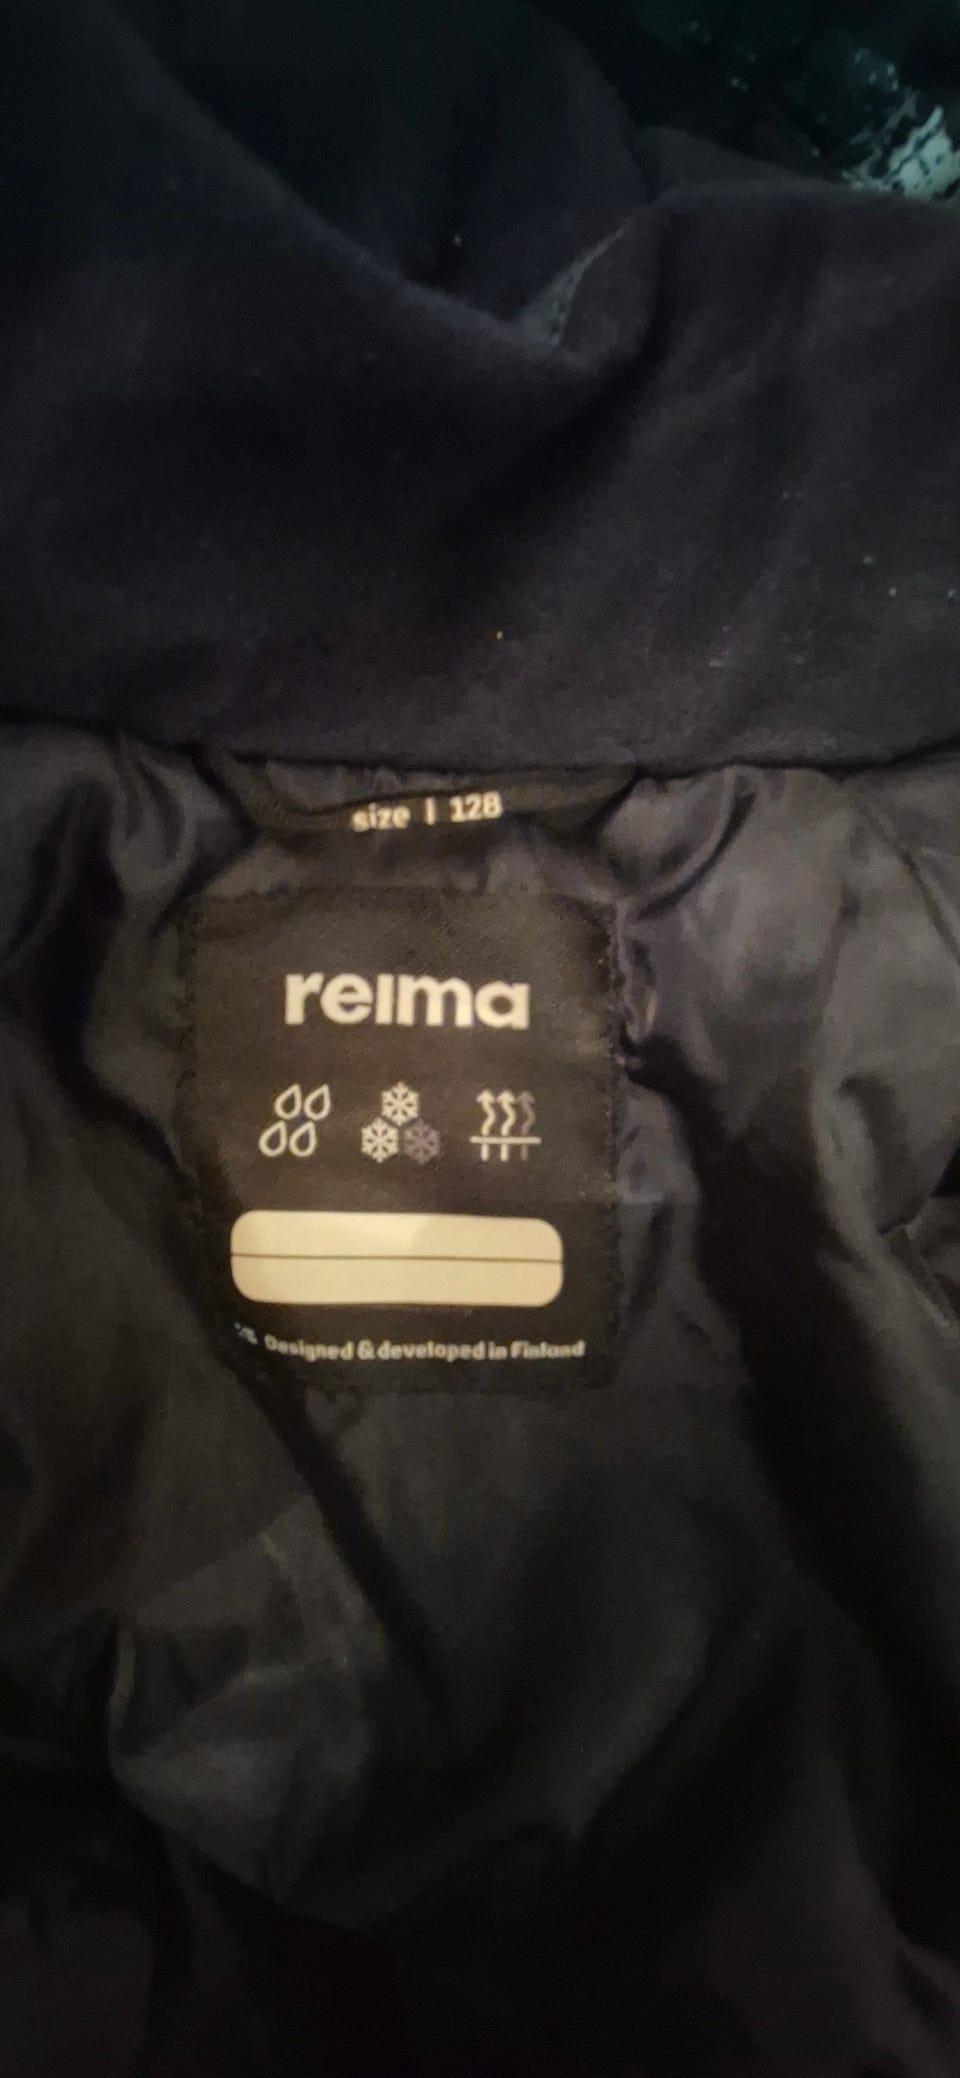 size | 128
reima
Designed & developed in Finland